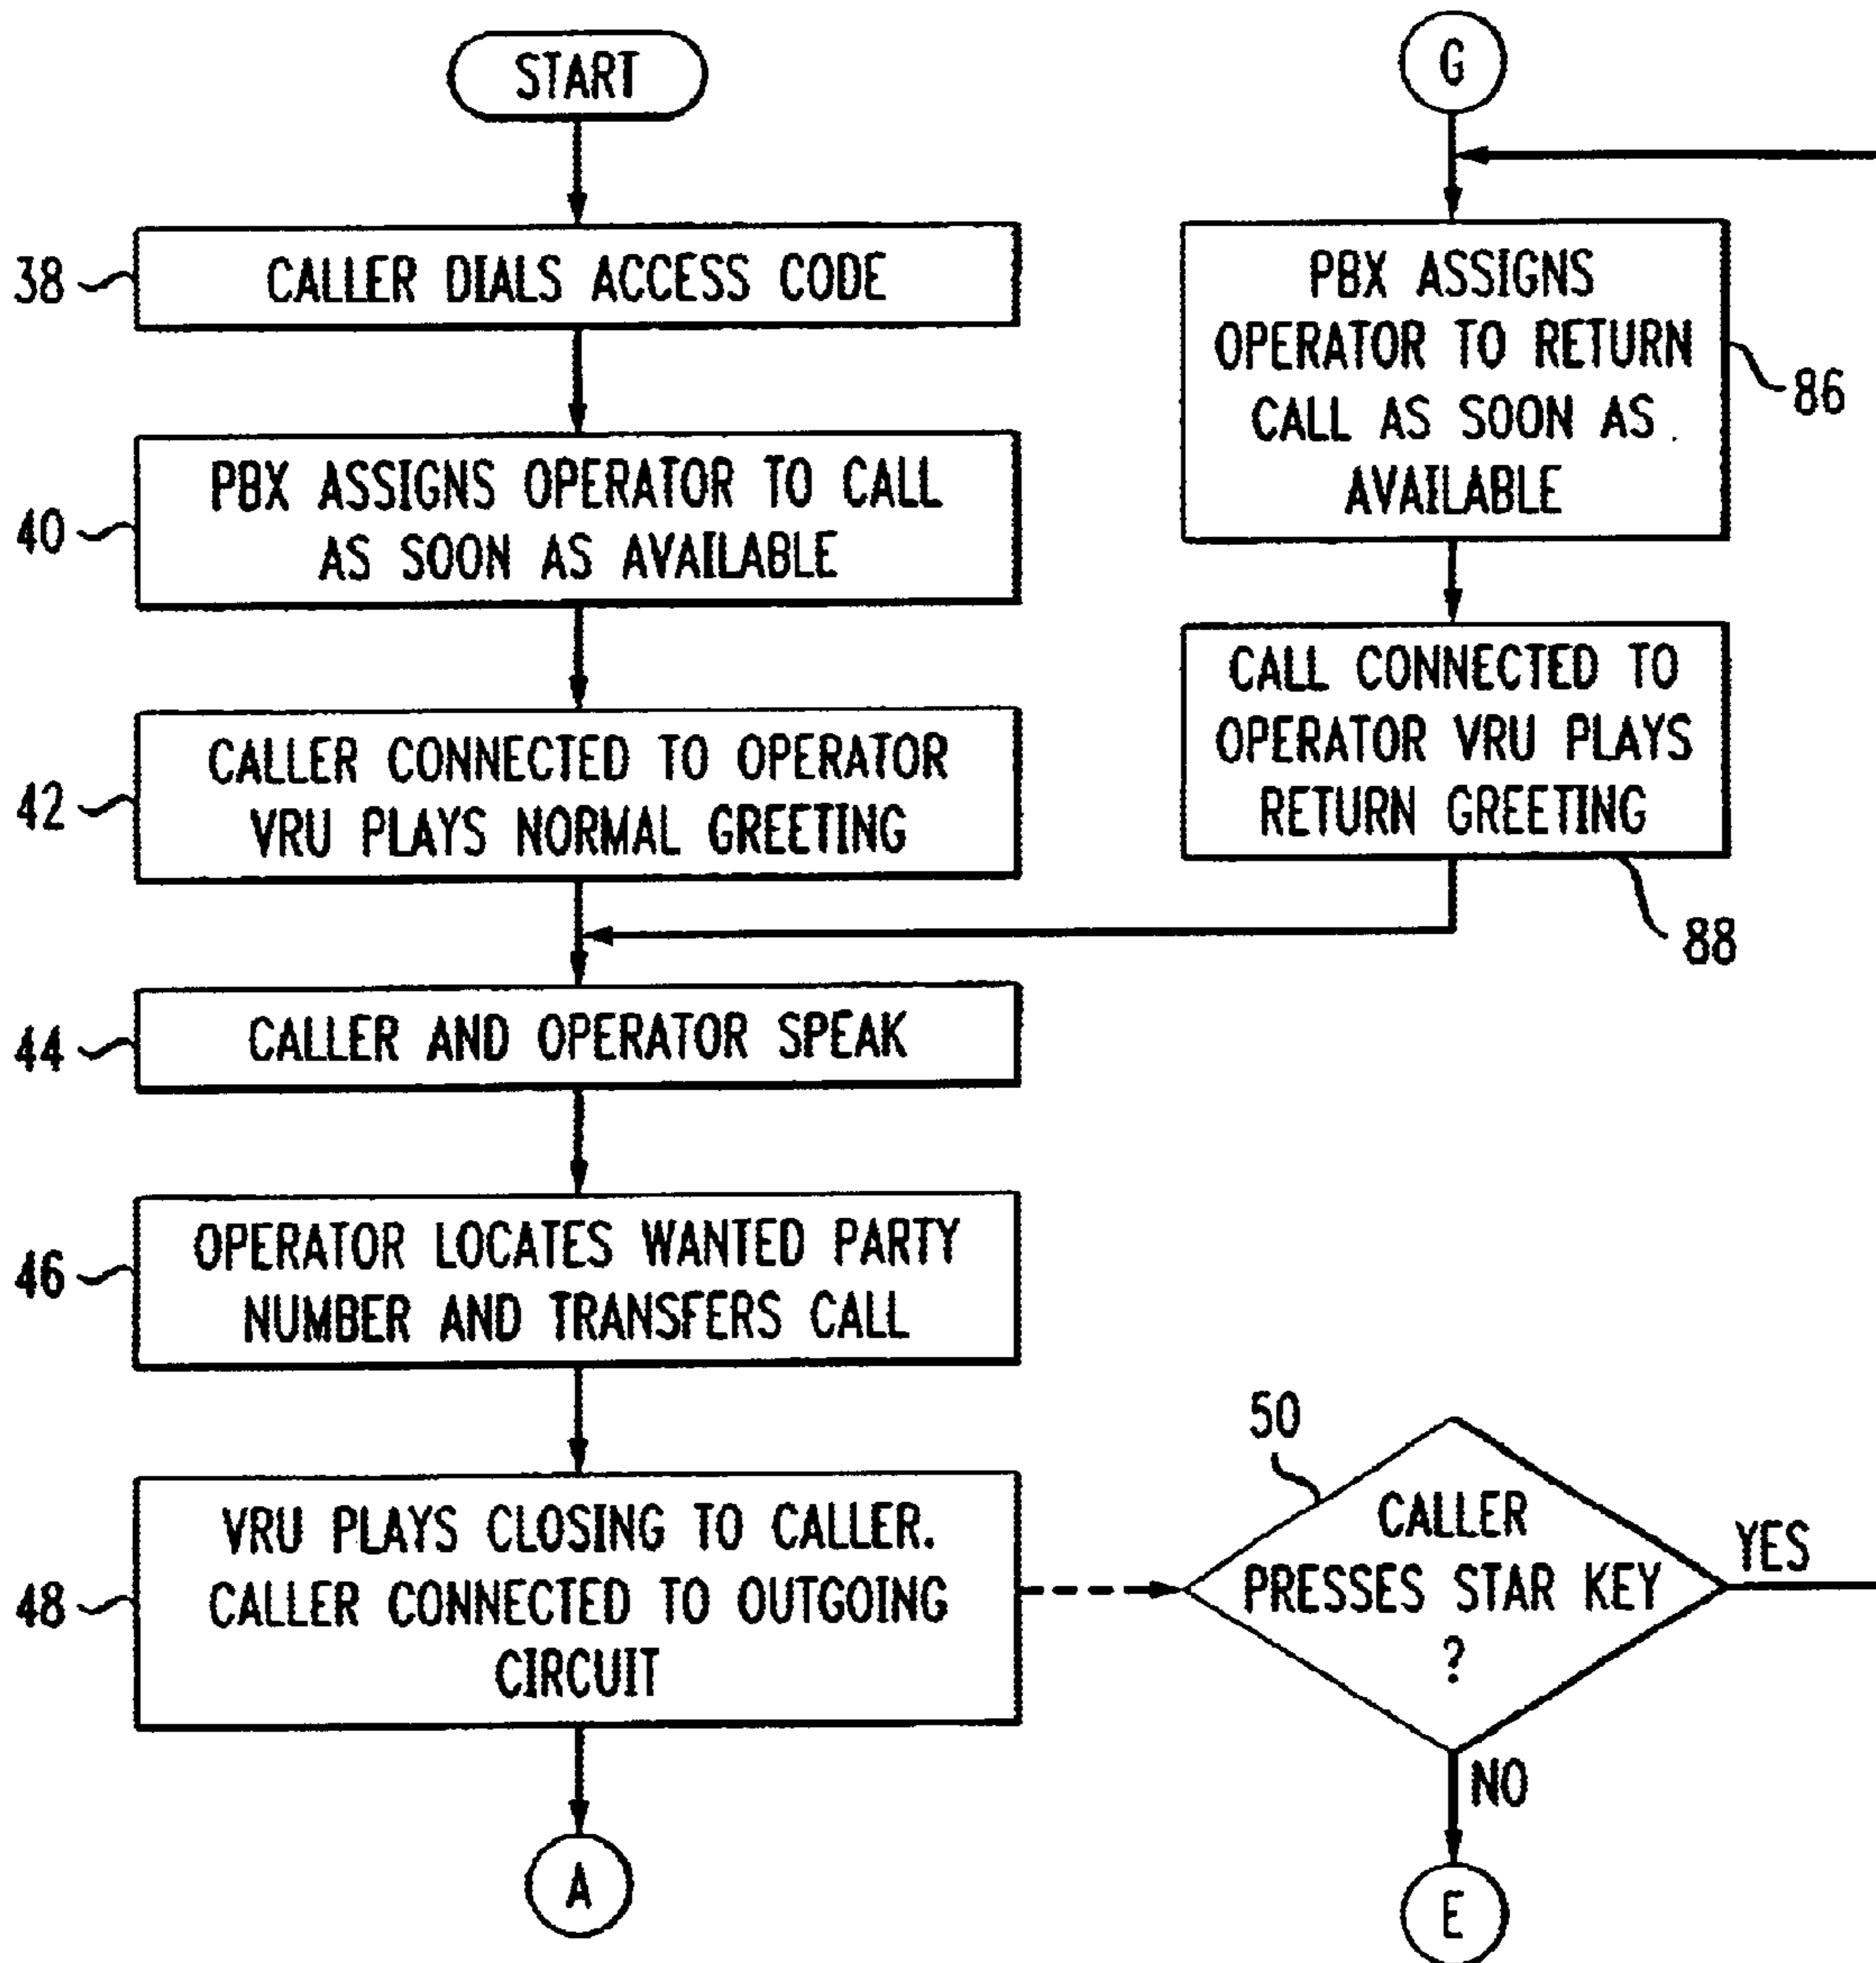 START
38
CALLER DIALS ACCESS CODE
40
PBX ASSIGNS OPERATOR TO CALL
AS SOON AS AVAILABLE
42
CALLER CONNECTED TO OPERATOR
VRU PLAYS NORMAL GREETING
44
CALLER AND OPERATOR SPEAK
46
OPERATOR LOCATES WANTED PARTY
NUMBER AND TRANSFERS CALL
48
VRU PLAYS CLOSING TO CALLER.
CALLER CONNECTED TO OUTGOING
CIRCUIT
A
G
PBX ASSIGNS
OPERATOR TO RETURN
CALL AS SOON AS
AVAILABLE
86
CALL CONNECTED TO
OPERATOR VRU PLAYS
RETURN GREETING
88
50
CALLER
PRESSES STAR KEY
?
YES
NO
E